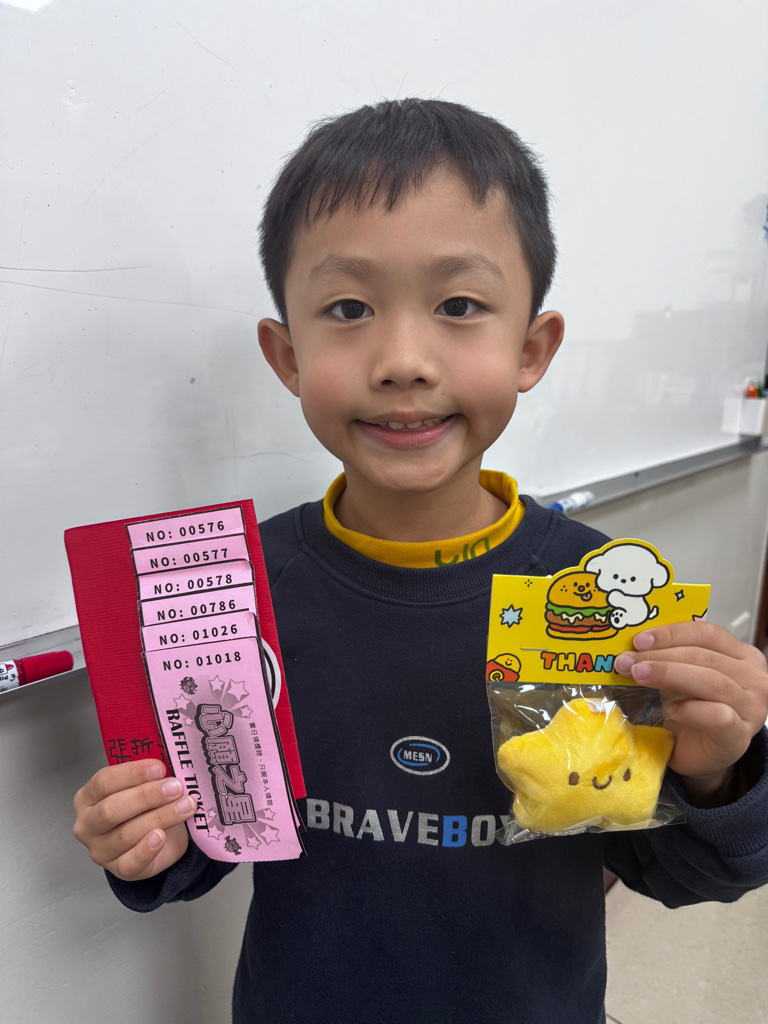 NO: 00576
NO: 00577
NO: 00578
NO: 00786
NO: 01026
NO: 01018
心願之星
RAFFLE TICKET
MESN
BRAVEBO
THAN